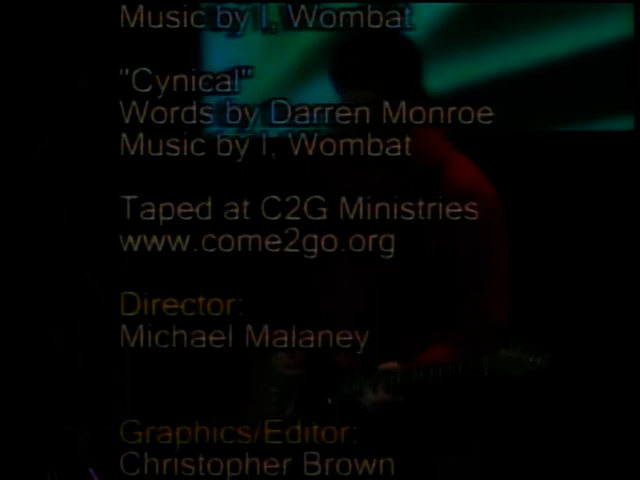 Music by I, Wombat
"Cynical"
Words by Darren Monroe
Music by I, Wombat
Taped at C2G Ministries
www.come2go.org
Director:
Michael Malaney
Graphics/Editor:
Christopher Brown